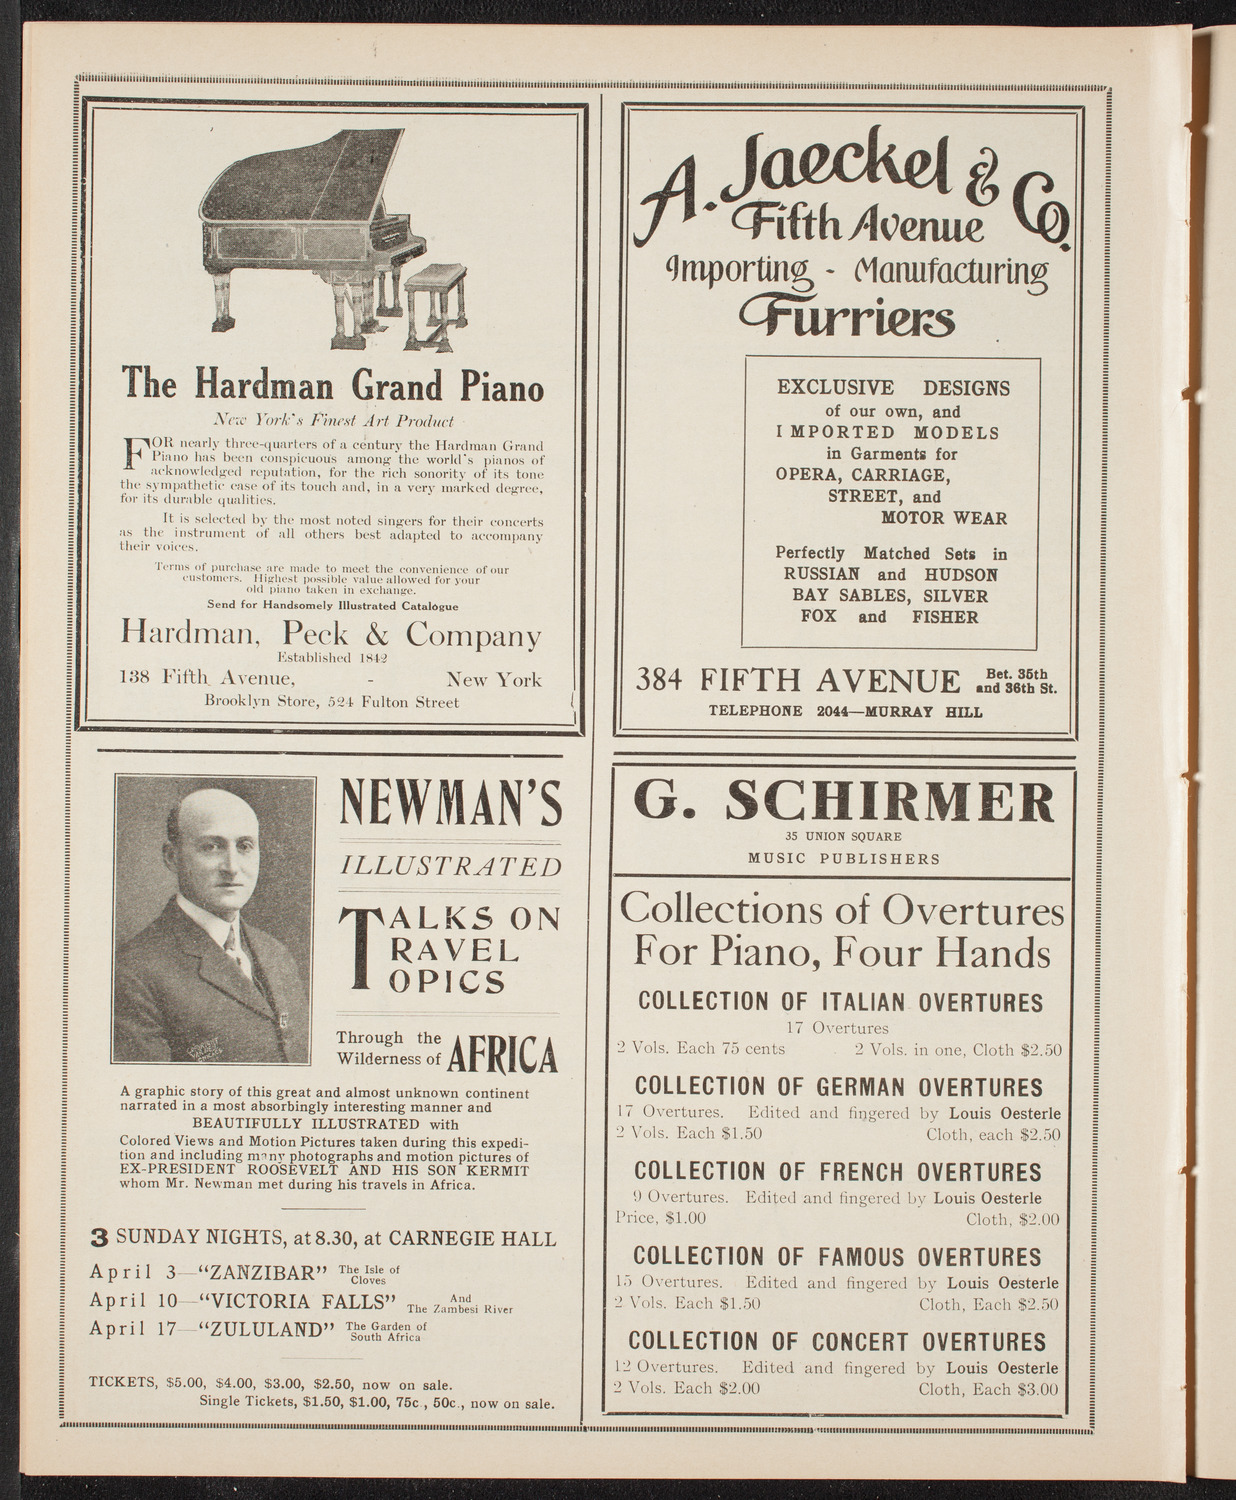 The Hardman Grand Piano
New York's Finest Art Product
FOR nearly three-quarters of a century the Hardman Grand
Piano has been conspicuous among the world's pianos of
acknowledged reputation, for the rich sonority of its tone
the sympathetic ease of its touch and, in a very marked degree,
for its durable qualities.
It is selected by the most noted singers for their concerts
as the instrument of all others best adapted to accompany
their voices.
Terms of purchase are made to meet the convenience of our
customers. Highest possible value allowed for your
old piano taken in exchange.
Send for Handsomely Illustrated Catalogue
Hardman, Peck & Company
Established 1842
138 Fifth Avenue, - New York
Brooklyn Store, 524 Fulton Street
A. Jaeckel & Co.
Fifth Avenue
Importing - Manufacturing
Furriers
EXCLUSIVE DESIGNS
of our own, and
IMPORTED MODELS
in Garments for
OPERA, CARRIAGE,
STREET, and
MOTOR WEAR
Perfectly Matched Sets in
RUSSIAN and HUDSON
BAY SABLES, SILVER
FOX and FISHER
384 FIFTH AVENUE Bet. 35th
and 36th St.
TELEPHONE 2044—MURRAY HILL
NEWMAN'S
ILLUSTRATED
TALKS ON
TRAVEL
TOPICS
Through the
Wilderness of AFRICA
A graphic story of this great and almost unknown continent
narrated in a most absorbingly interesting manner and
BEAUTIFULLY ILLUSTRATED with
Colored Views and Motion Pictures taken during this expedi-
tion and including many photographs and motion pictures of
EX-PRESIDENT ROOSEVELT AND HIS SON KERMIT
whom Mr. Newman met during his travels in Africa.
3 SUNDAY NIGHTS, at 8.30, at CARNEGIE HALL
April 3—"ZANZIBAR" The Isle of
Cloves
April 10—"VICTORIA FALLS" And
The Zambesi River
April 17—"ZULULAND" The Garden of
South Africa
TICKETS, $5.00, $4.00, $3.00, $2.50, now on sale.
Single Tickets, $1.50, $1.00, 75c., 50c., now on sale.
G. SCHIRMER
35 UNION SQUARE
MUSIC PUBLISHERS
Collections of Overtures
For Piano, Four Hands
COLLECTION OF ITALIAN OVERTURES
17 Overtures
2 Vols. Each 75 cents 2 Vols. in one, Cloth $2.50
COLLECTION OF GERMAN OVERTURES
17 Overtures. Edited and fingered by Louis Oesterle
2 Vols. Each $1.50 Cloth, each $2.50
COLLECTION OF FRENCH OVERTURES
9 Overtures. Edited and fingered by Louis Oesterle
Price, $1.00 Cloth, $2.00
COLLECTION OF FAMOUS OVERTURES
15 Overtures. Edited and fingered by Louis Oesterle
2 Vols. Each $1.50 Cloth, Each $2.50
COLLECTION OF CONCERT OVERTURES
12 Overtures. Edited and fingered by Louis Oesterle
2 Vols. Each $2.00 Cloth, Each $3.00